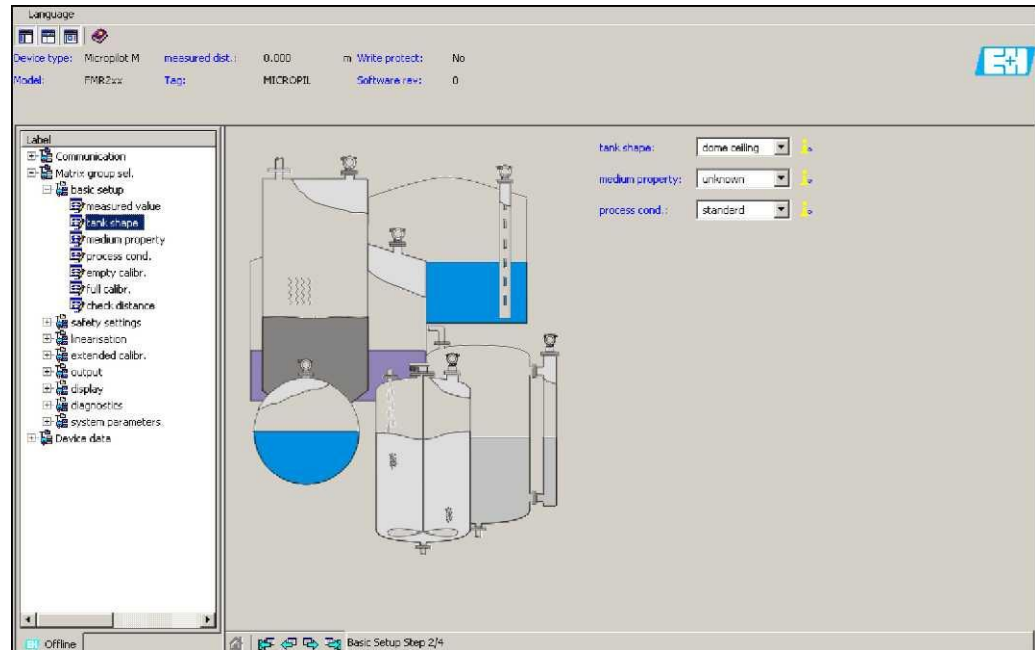 Language
Device type: Micropilot M measured dist.: 0.000 m Write protect: No
Model: FMR2xx Tag: MICROPIL Software rev: 0
E+H
Label
Communication
Matrix group sel.
basic setup
measured value
tank shape
medium property
process cond.
empty calibr.
full calibr.
check distance
safety settings
linearisation
extended calibr.
output
display
diagnostics
system parameters
Device data
tank shape: dome ceiling
medium property: unknown
process cond.: standard
Offline
Basic Setup Step 2/4